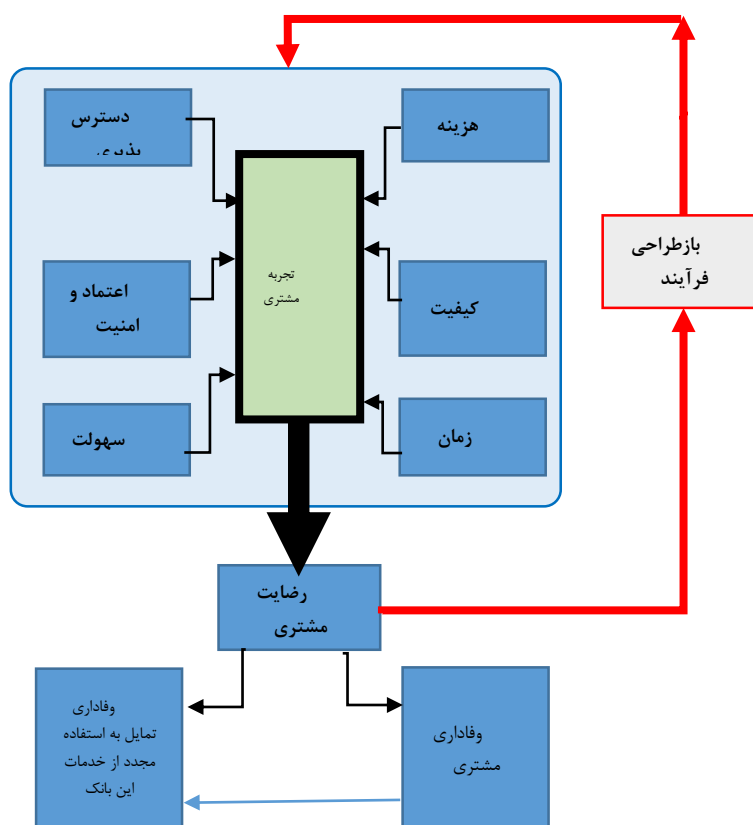 هزینه
دسترس
پذیری
بازطراحی
فرآیند
تجربه
مشتری
کیفیت
اعتماد و
امنیت
زمان
سهولت
رضایت
مشتری
وفاداری
مشتری
وفاداری
تمایل به استفاده
مجدد از خدمات
این بانک